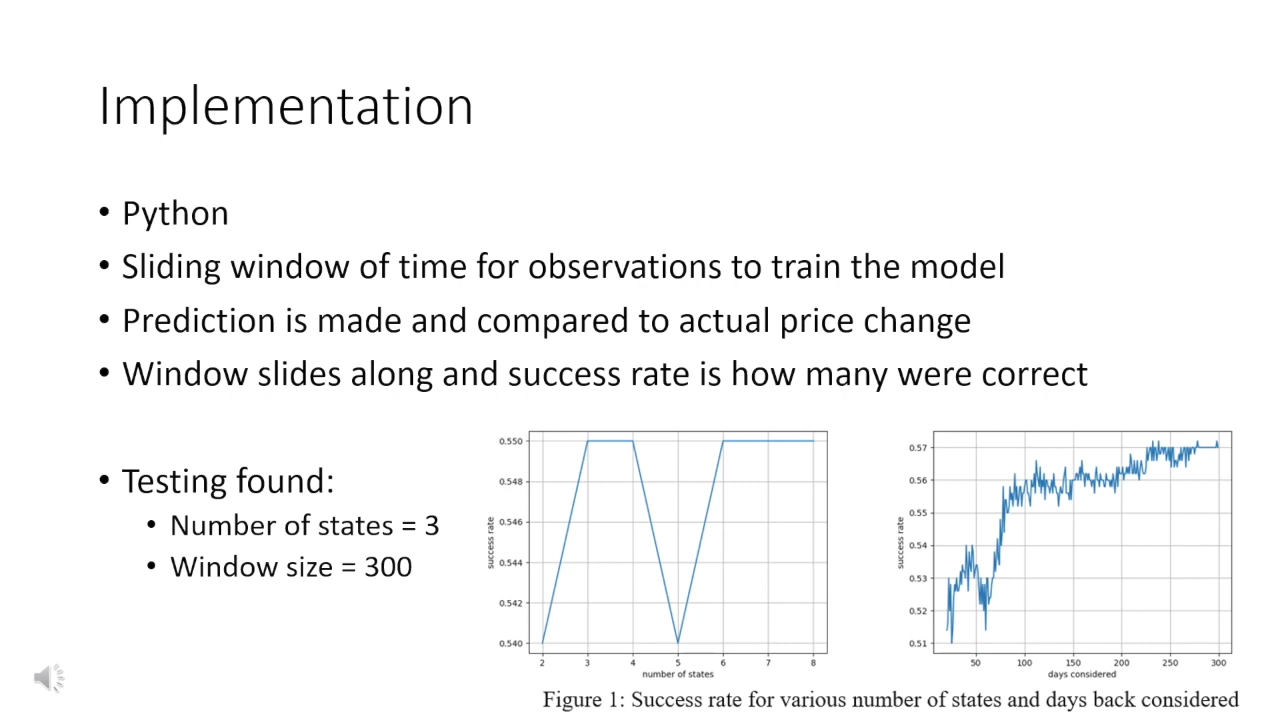 Implementation
• Python
• Sliding window of time for observations to train the model
• Prediction is made and compared to actual price change
• Window slides along and success rate is how many were correct
• Testing found:
• Number of states = 3
• Window size = 300
0.550
0.548
0.546
0.544
0.542
0.540
success rate
2 3 4 5 6 7 8
number of states
0.57
0.56
0.55
0.54
0.53
0.52
0.51
success rate
50 100 150 200 250 300
days considered
Figure 1: Success rate for various number of states and days back considered